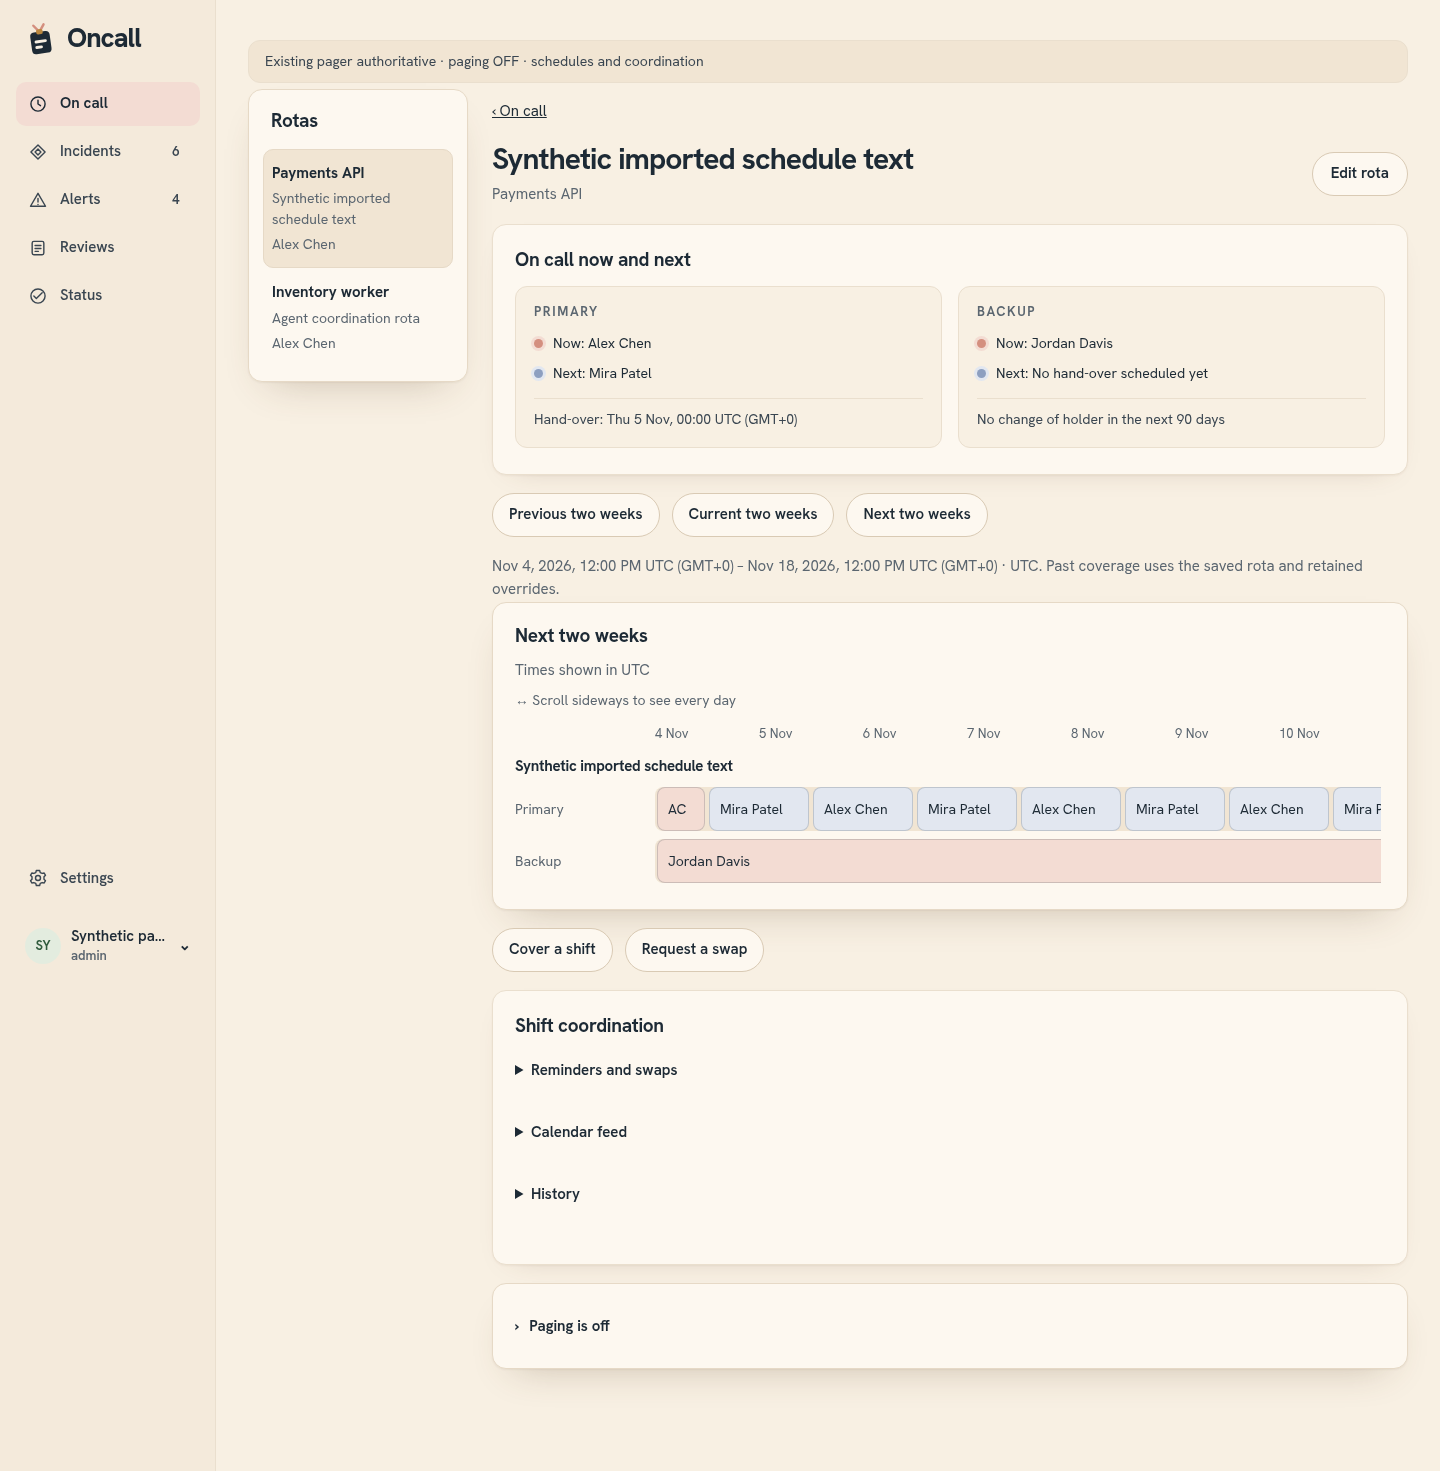 Oncall
On call
Incidents 6
Alerts 4
Reviews
Status
Settings
SY
Synthetic pa...
admin
Existing pager authoritative · paging OFF · schedules and coordination
Rotas
Payments API
Synthetic imported
schedule text
Alex Chen
Inventory worker
Agent coordination rota
Alex Chen
‹ On call
Synthetic imported schedule text
Payments API
Edit rota
On call now and next
PRIMARY
Now: Alex Chen
Next: Mira Patel
Hand-over: Thu 5 Nov, 00:00 UTC (GMT+0)
BACKUP
Now: Jordan Davis
Next: No hand-over scheduled yet
No change of holder in the next 90 days
Previous two weeks
Current two weeks
Next two weeks
Nov 4, 2026, 12:00 PM UTC (GMT+0) – Nov 18, 2026, 12:00 PM UTC (GMT+0) · UTC. Past coverage uses the saved rota and retained
overrides.
Next two weeks
Times shown in UTC
↔ Scroll sideways to see every day
4 Nov 5 Nov 6 Nov 7 Nov 8 Nov 9 Nov 10 Nov
Synthetic imported schedule text
Primary AC Mira Patel Alex Chen Mira Patel Alex Chen Mira Patel Alex Chen Mira P
Backup Jordan Davis
Cover a shift
Request a swap
Shift coordination
▶ Reminders and swaps
▶ Calendar feed
▶ History
› Paging is off